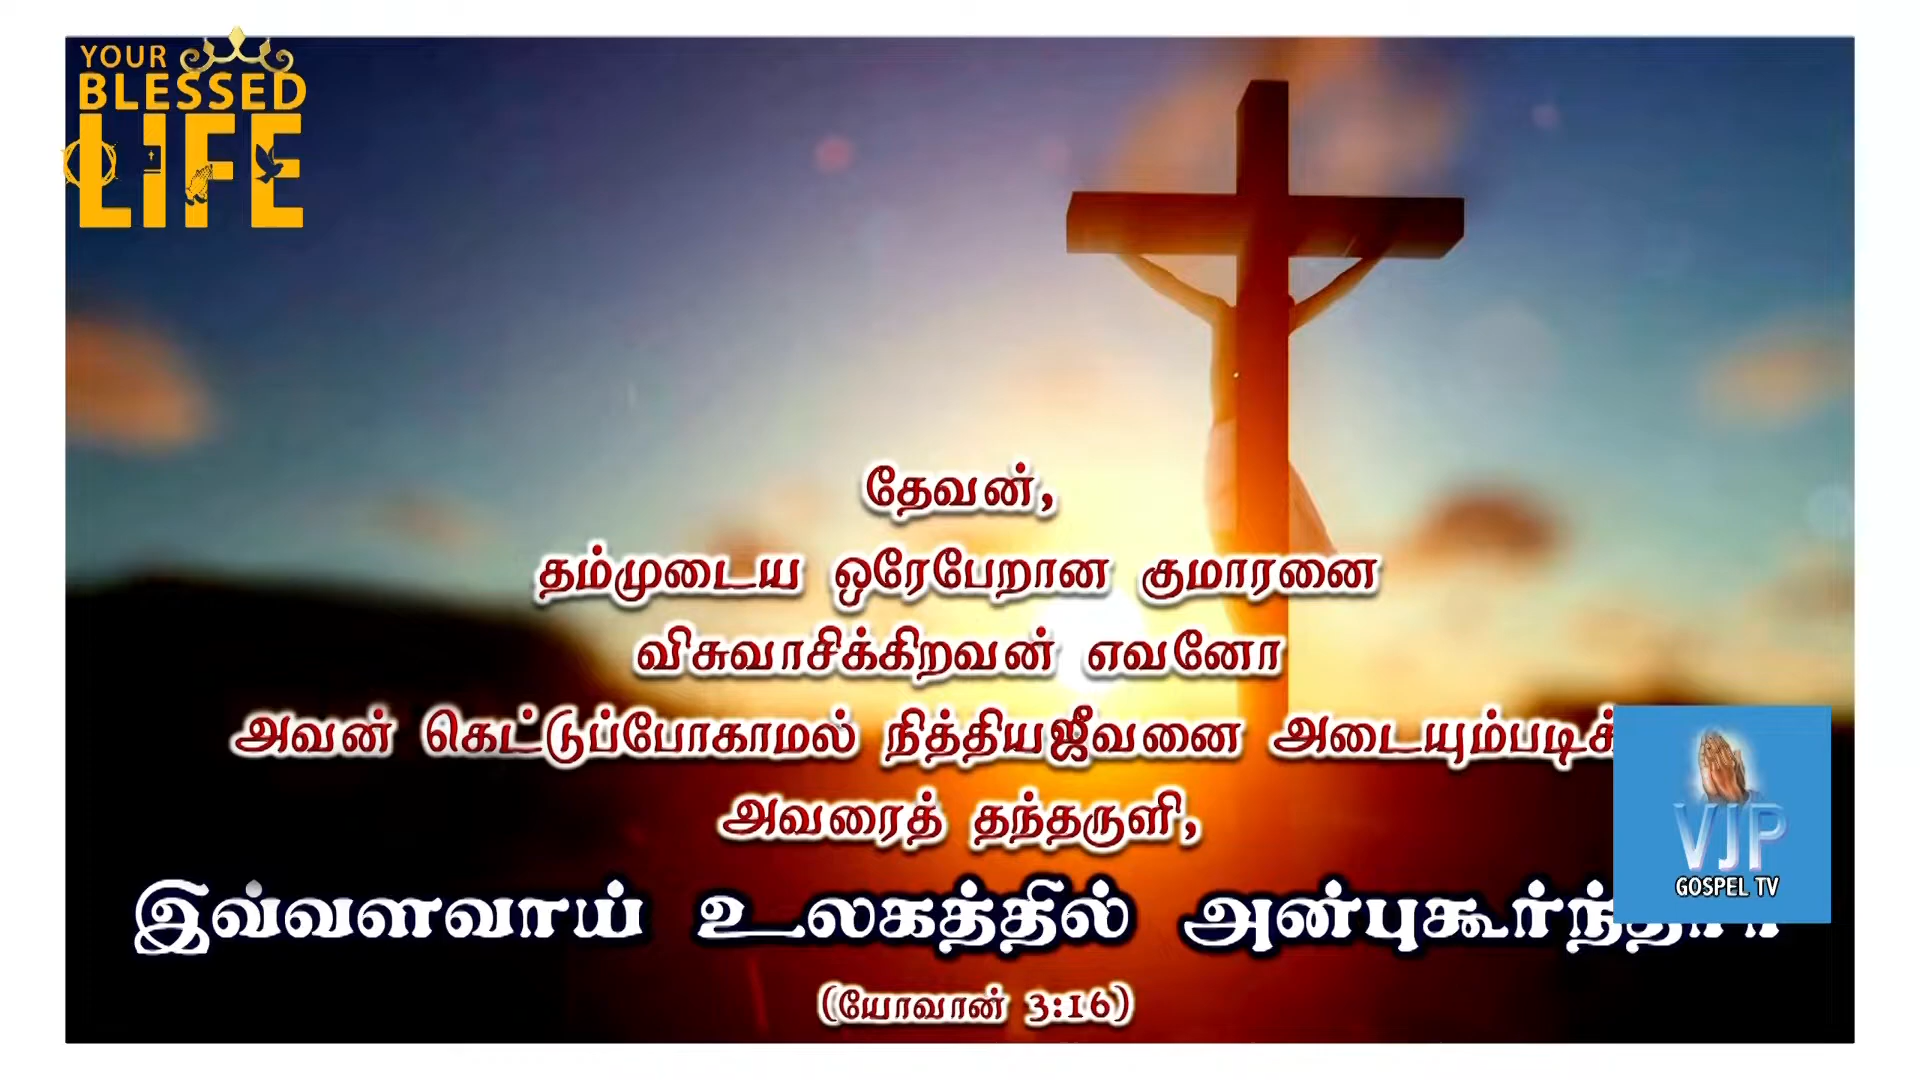 YOUR
BLESSED
LIFE
தேவன்,
தம்முடைய ஒரேபேறான குமாரனை
விசுவாசிக்கிறவன் எவனோ
அவன் கெட்டுப்போகாமல் நித்தியஜீவனை அடையும்படிக்
அவரைத் தந்தருளி,
இவ்வளவாய் உலகத்தில்
(யோவான் 3:16)
VJP
GOSPEL TV